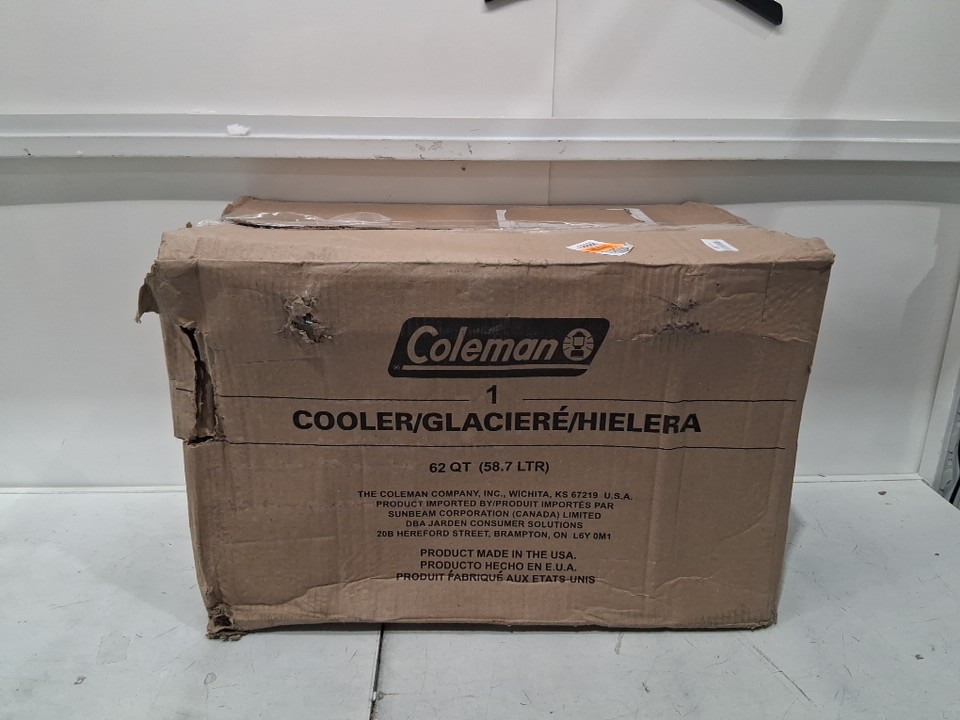 Coleman
1
COOLER/GLACIERÉ/HIELERA
62 QT (58.7 LTR)
THE COLEMAN COMPANY, INC., WICHITA, KS 67219 U.S.A.
PRODUCT IMPORTED BY/PRODUIT IMPORTÉS PAR
SUNBEAM CORPORATION (CANADA) LIMITED
DBA JARDEN CONSUMER SOLUTIONS
20B HEREFORD STREET, BRAMPTON, ON L6Y 0M1
PRODUCT MADE IN THE USA.
PRODUCTO HECHO EN E.U.A.
PRODUIT FABRIQUÉ AUX ETATS-UNIS